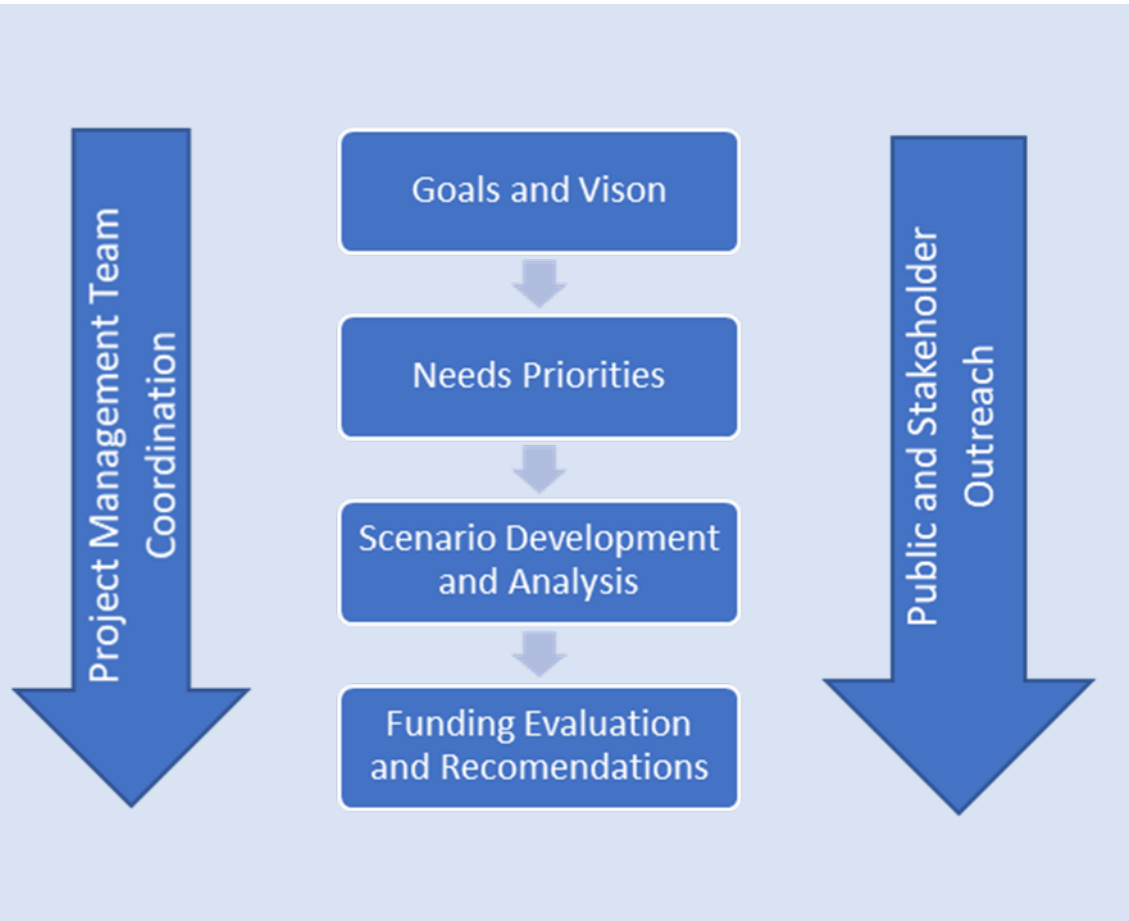 Project Management Team
Coordination
Goals and Vison
Needs Priorities
Scenario Development
and Analysis
Funding Evaluation
and Recomendations
Public and Stakeholder
Outreach